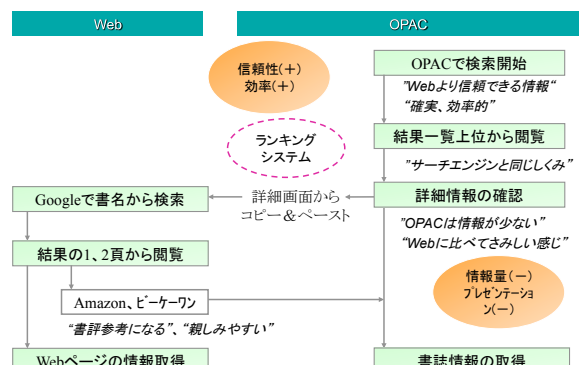 Web
OPAC
信頼性(+)
効率(+)
OPACで検索開始
”Webより信頼できる情報“
“確実、効率的”
ランキング
システム
結果一覧上位から閲覧
“サーチエンジンと同じしくみ”
Googleで書名から検索
詳細画面から
コピー＆ペースト
詳細情報の確認
”OPACは情報が少ない”
“Webに比べてさみしい感じ”
結果の1、2頁から閲覧
情報量(−)
ﾌﾟﾚｾﾞﾝﾃｰｼｮ
ﾝ(−)
Amazon、ﾋﾞｰｹｰﾜﾝ
“書評参考になる”、“親しみやすい”
Webページの情報取得
書誌情報の取得